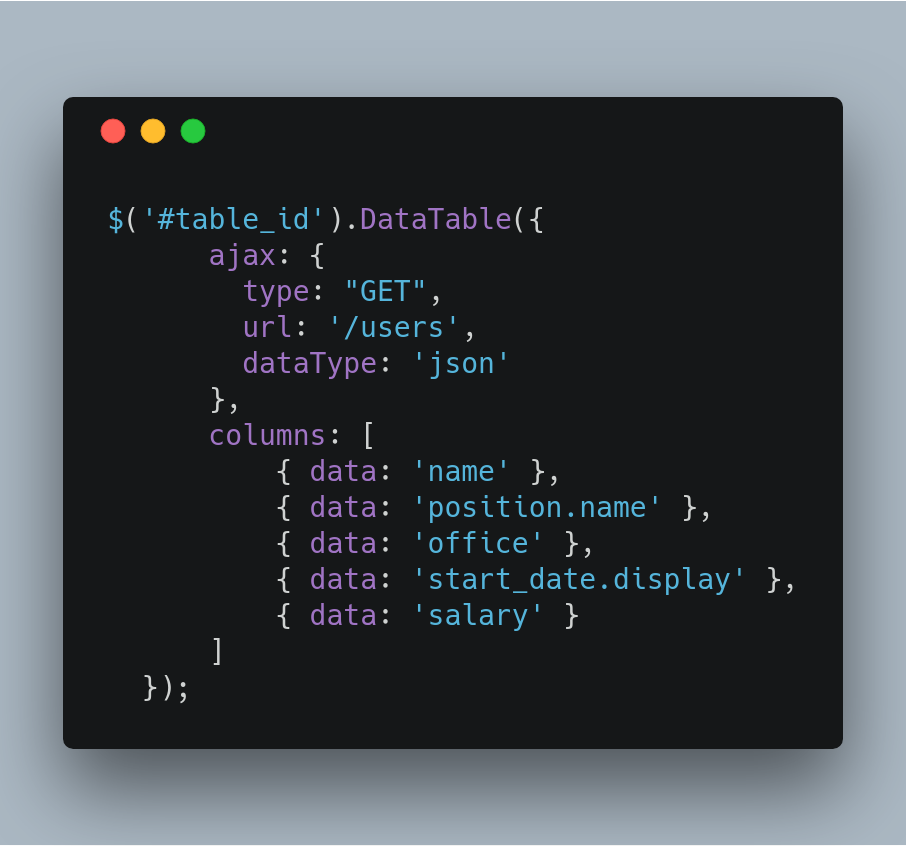 $('#table_id').DataTable({
      ajax: {
        type: "GET",
        url: '/users',
        dataType: 'json'
      },
      columns: [
          { data: 'name' },
          { data: 'position.name' },
          { data: 'office' },
          { data: 'start_date.display' },
          { data: 'salary' }
      ]
  });